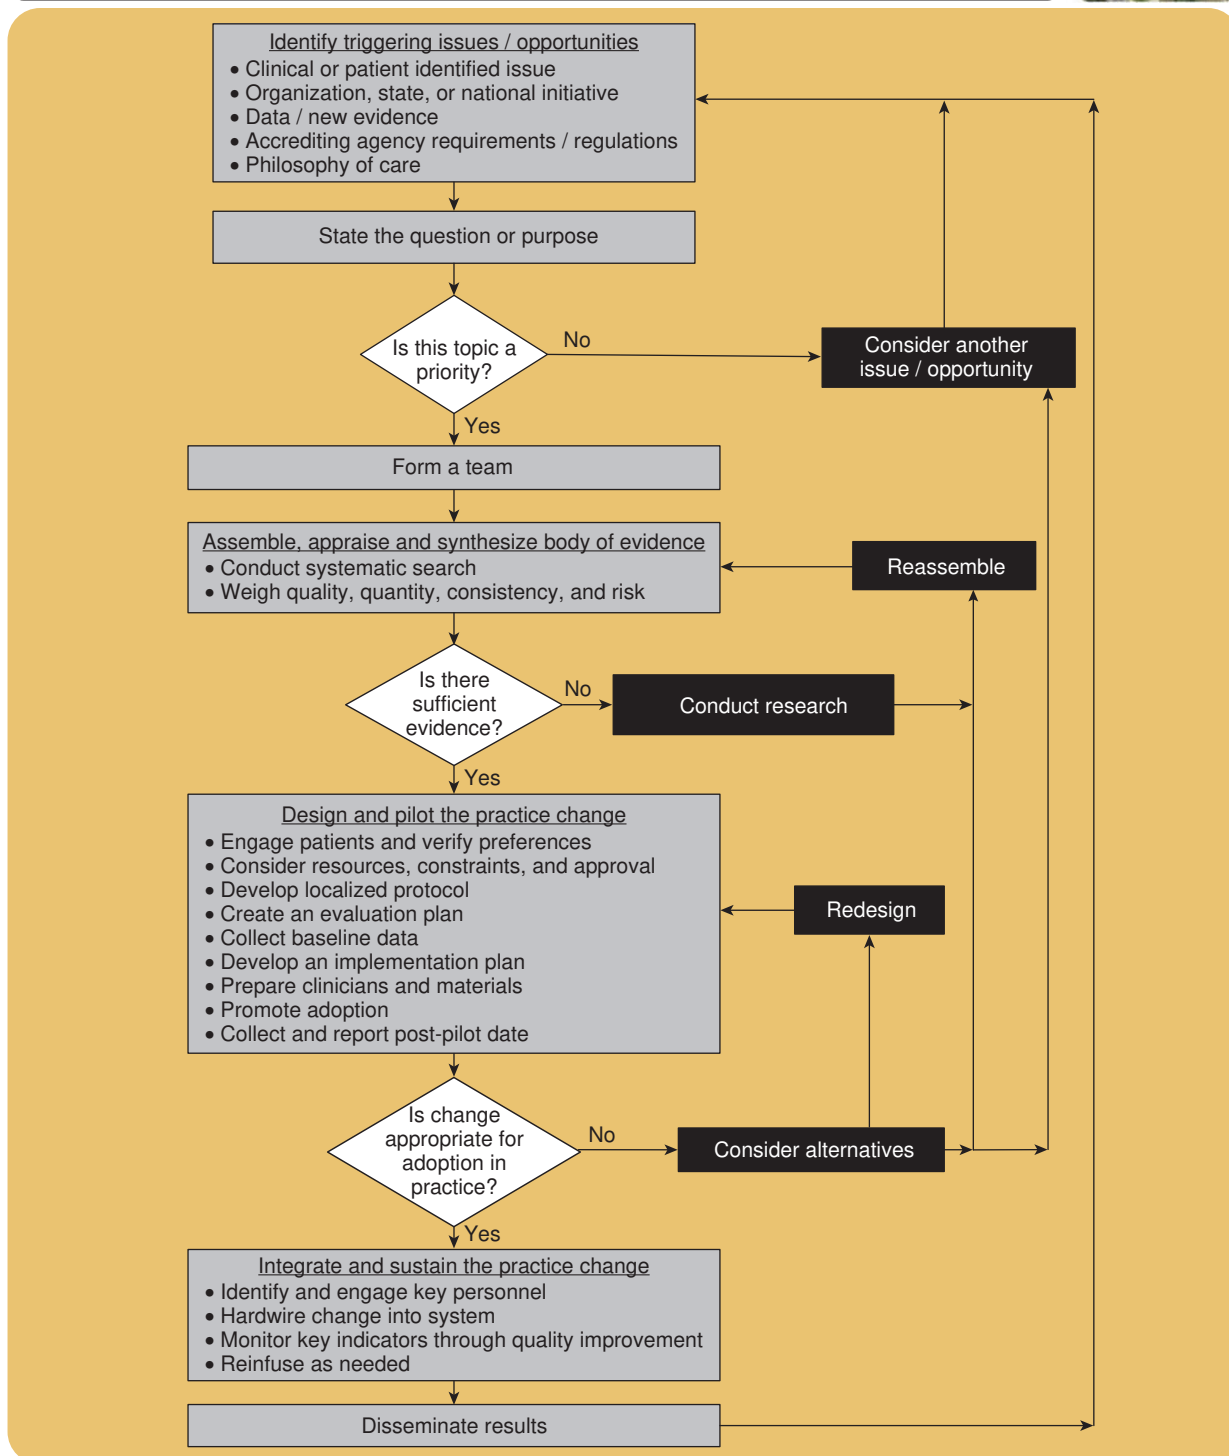 Identify triggering issues / opportunities
• Clinical or patient identified issue
• Organization, state, or national initiative
• Data / new evidence
• Accrediting agency requirements / regulations
• Philosophy of care
State the question or purpose
Is this topic a
priority?
No
Consider another
issue / opportunity
Yes
Form a team
Assemble, appraise and synthesize body of evidence
• Conduct systematic search
• Weigh quality, quantity, consistency, and risk
Reassemble
Is there
sufficient
evidence?
No
Conduct research
Yes
Design and pilot the practice change
• Engage patients and verify preferences
• Consider resources, constraints, and approval
• Develop localized protocol
• Create an evaluation plan
• Collect baseline data
• Develop an implementation plan
• Prepare clinicians and materials
• Promote adoption
• Collect and report post-pilot date
Redesign
Is change
appropriate for
adoption in
practice?
No
Consider alternatives
Yes
Integrate and sustain the practice change
• Identify and engage key personnel
• Hardwire change into system
• Monitor key indicators through quality improvement
• Reinfuse as needed
Disseminate results